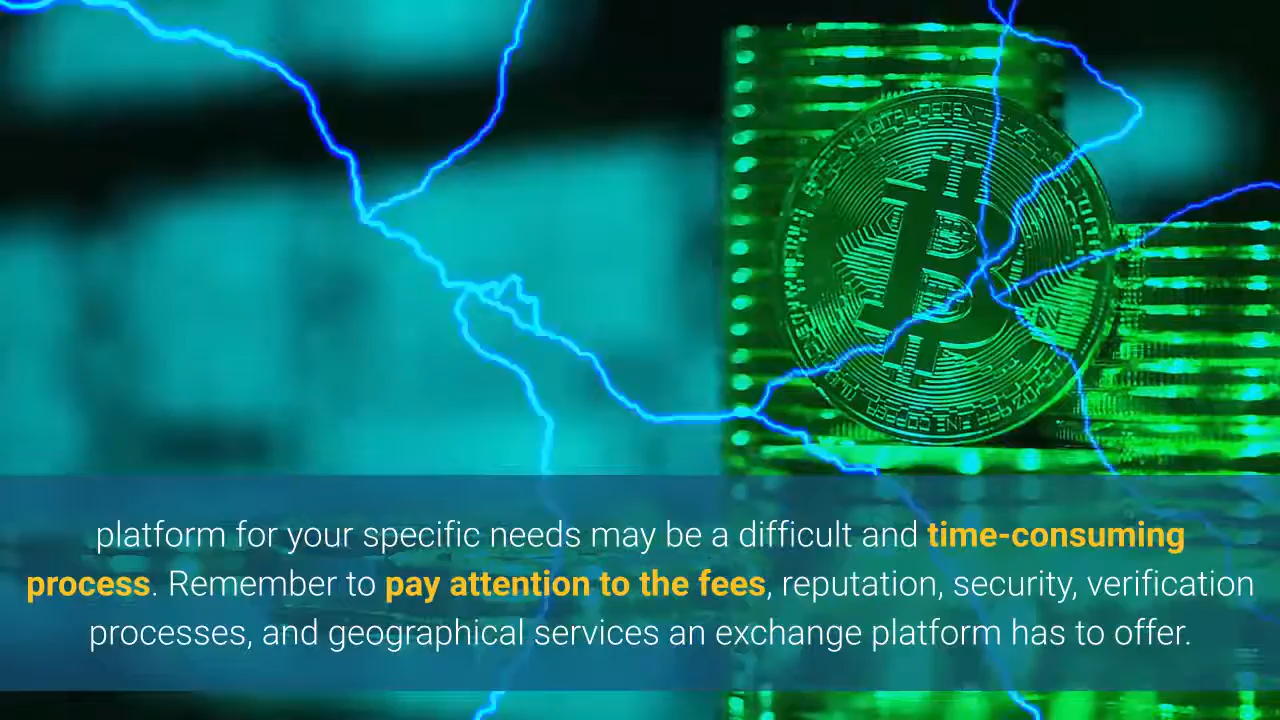 platform for your specific needs may be a difficult and time-consuming
process. Remember to pay attention to the fees, reputation, security, verification
processes, and geographical services an exchange platform has to offer.